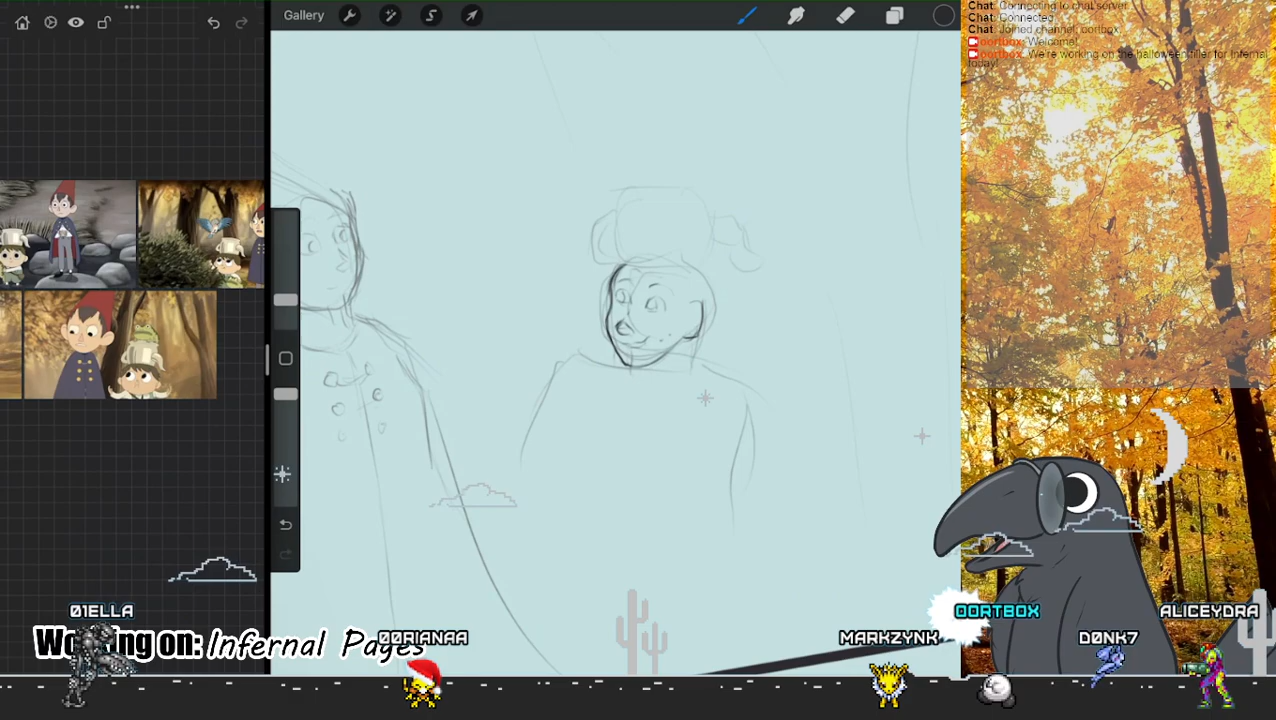 Gallery
Chat: Connecting to chat server
Chat: Connected
Chat: Joined channel: oortbox
oortbox: Welcome!
oortbox: We're working on the halloween filler for Infernal
today!
01ELLA
Working on: Infernal Pages
00RIANAA
MARKZYNK
OORTBOX
D0NK7
ALICEYDRA